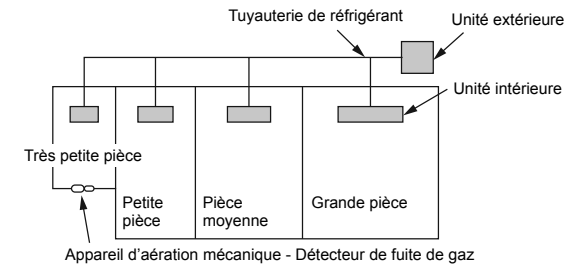 Tuyauterie de réfrigérant
Unité extérieure
Unité intérieure
Très petite pièce
Petite
pièce
Pièce
moyenne
Grande pièce
Appareil d'aération mécanique - Détecteur de fuite de gaz